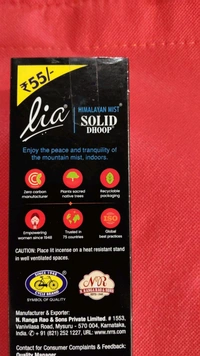 ₹55/-
lia
HIMALAYAN MIST
SOLID
DHOOP
Enjoy the peace and tranquility of
the mountain mist, indoors.
Zero carbon
manufacturer
Plants sacred
native trees
Recyclable
packaging
ISO
Empowering
women since 1948
Trusted in
75 countries
Global
best practices
CAUTION: Place lit incense on a heat resistant stand
in well ventilated spaces.
SYMBOL OF QUALITY
NR
Manufacturer & Exporter:
N. Ranga Rao & Sons Private Limited. # 1553,
Vanivilasa Road, Mysuru - 570 004, Karnataka,
India. ✆ + 91 (821) 252 1227, URL: www.nrrs.com
Contact for Consumer Complaints & Feedback:
Quality Manager